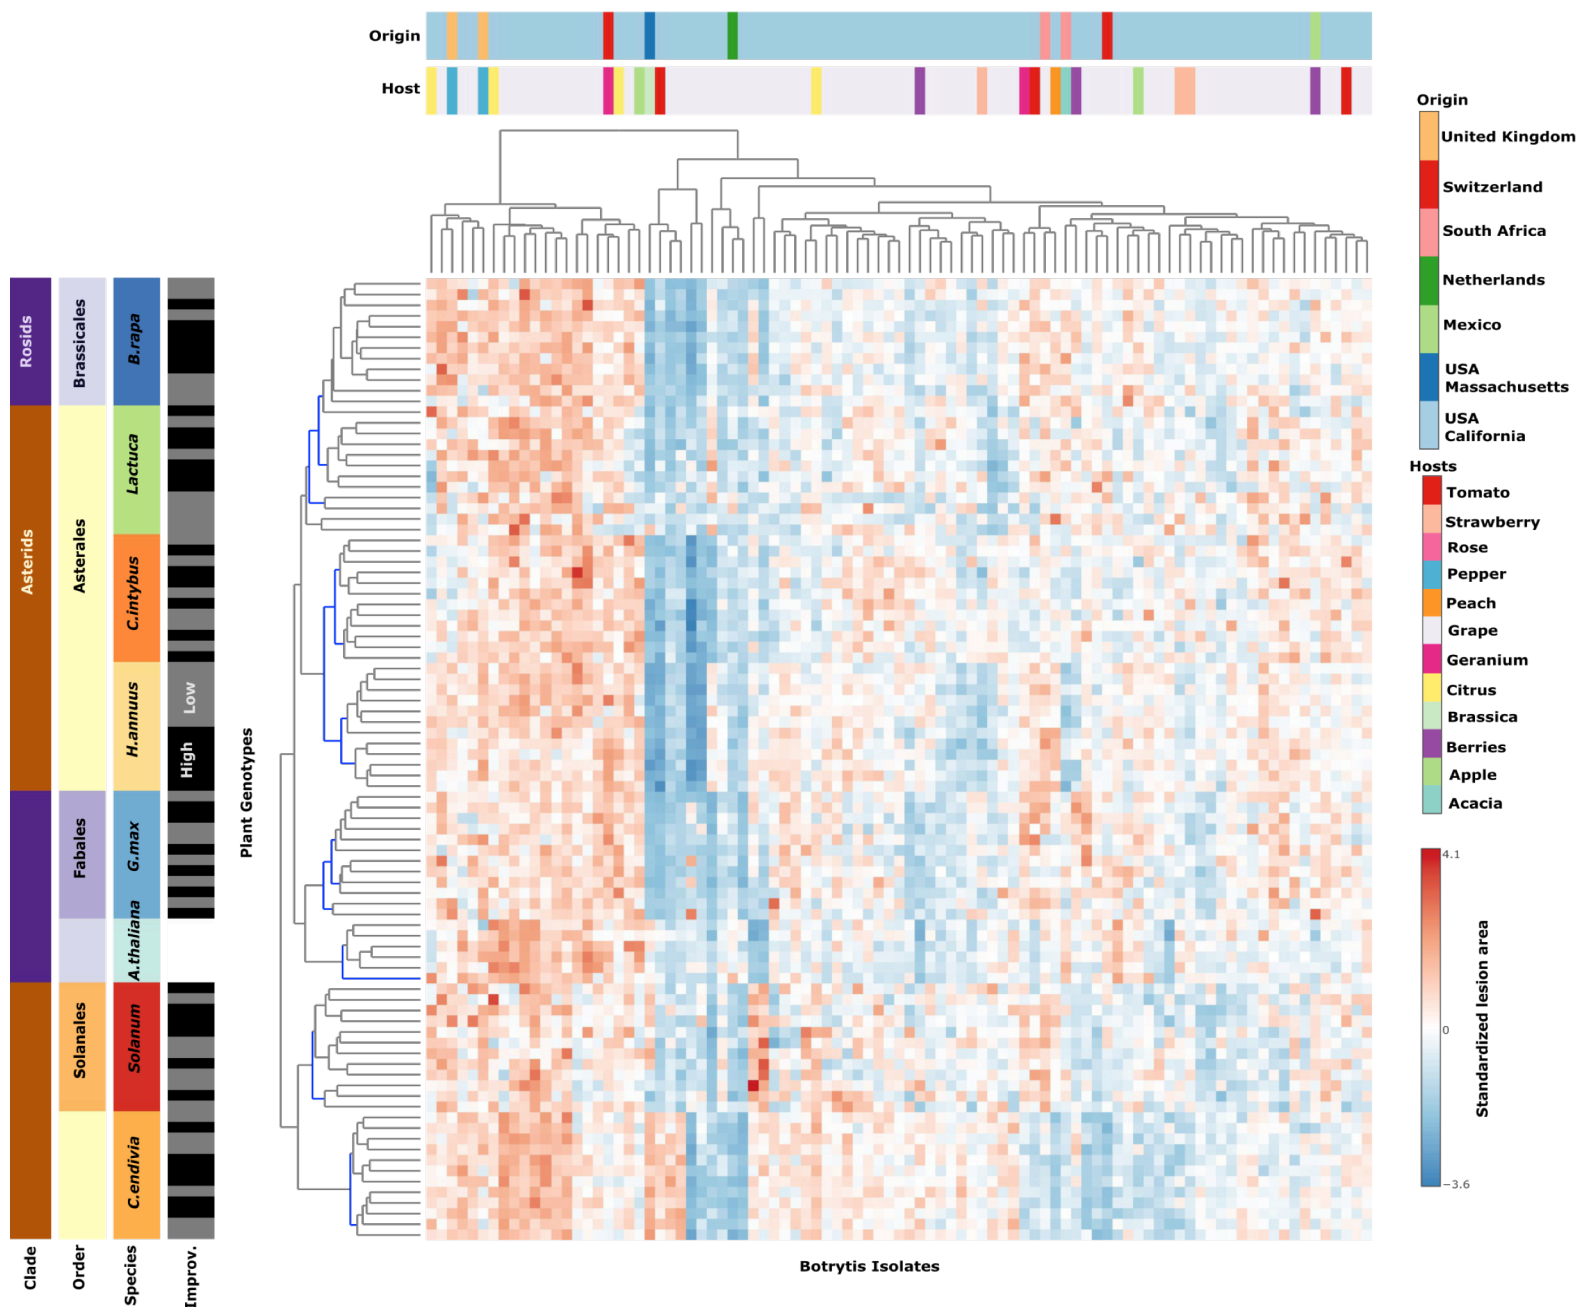 Origin
Host
Origin
United Kingdom
Switzerland
South Africa
Netherlands
Mexico
USA
Massachusetts
USA
California
Hosts
Tomato
Strawberry
Rose
Pepper
Peach
Grape
Geranium
Citrus
Brassica
Berries
Apple
Acacia
4.1
0
−3.6
Standardized lesion area
Rosids
Asterids
Brassicales
Asterales
Fabales
Solanales
B.rapa
Lactuca
C.intybus
H.annuus
G.max
A.thaliana
Solanum
C.endivia
Low
High
Plant Genotypes
Clade
Order
Species
Improv.
Botrytis Isolates